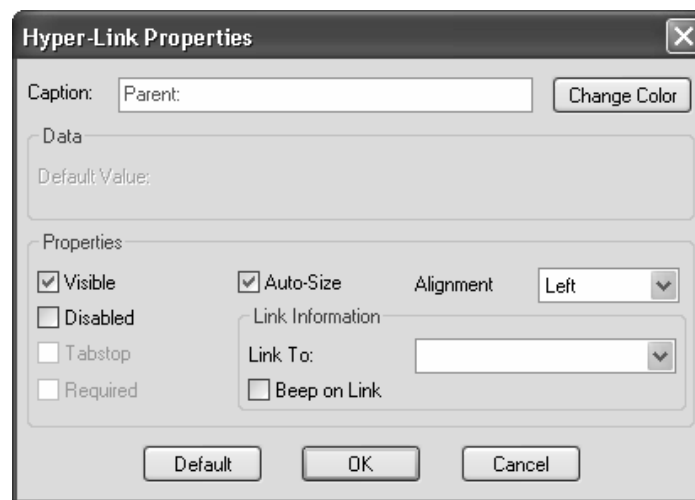 Hyper-Link Properties
Caption: Parent: Change Color
Data
Default Value:
Properties
Visible Auto-Size Alignment Left
Disabled Link Information
Tabstop Link To:
Required Beep on Link
Default OK Cancel